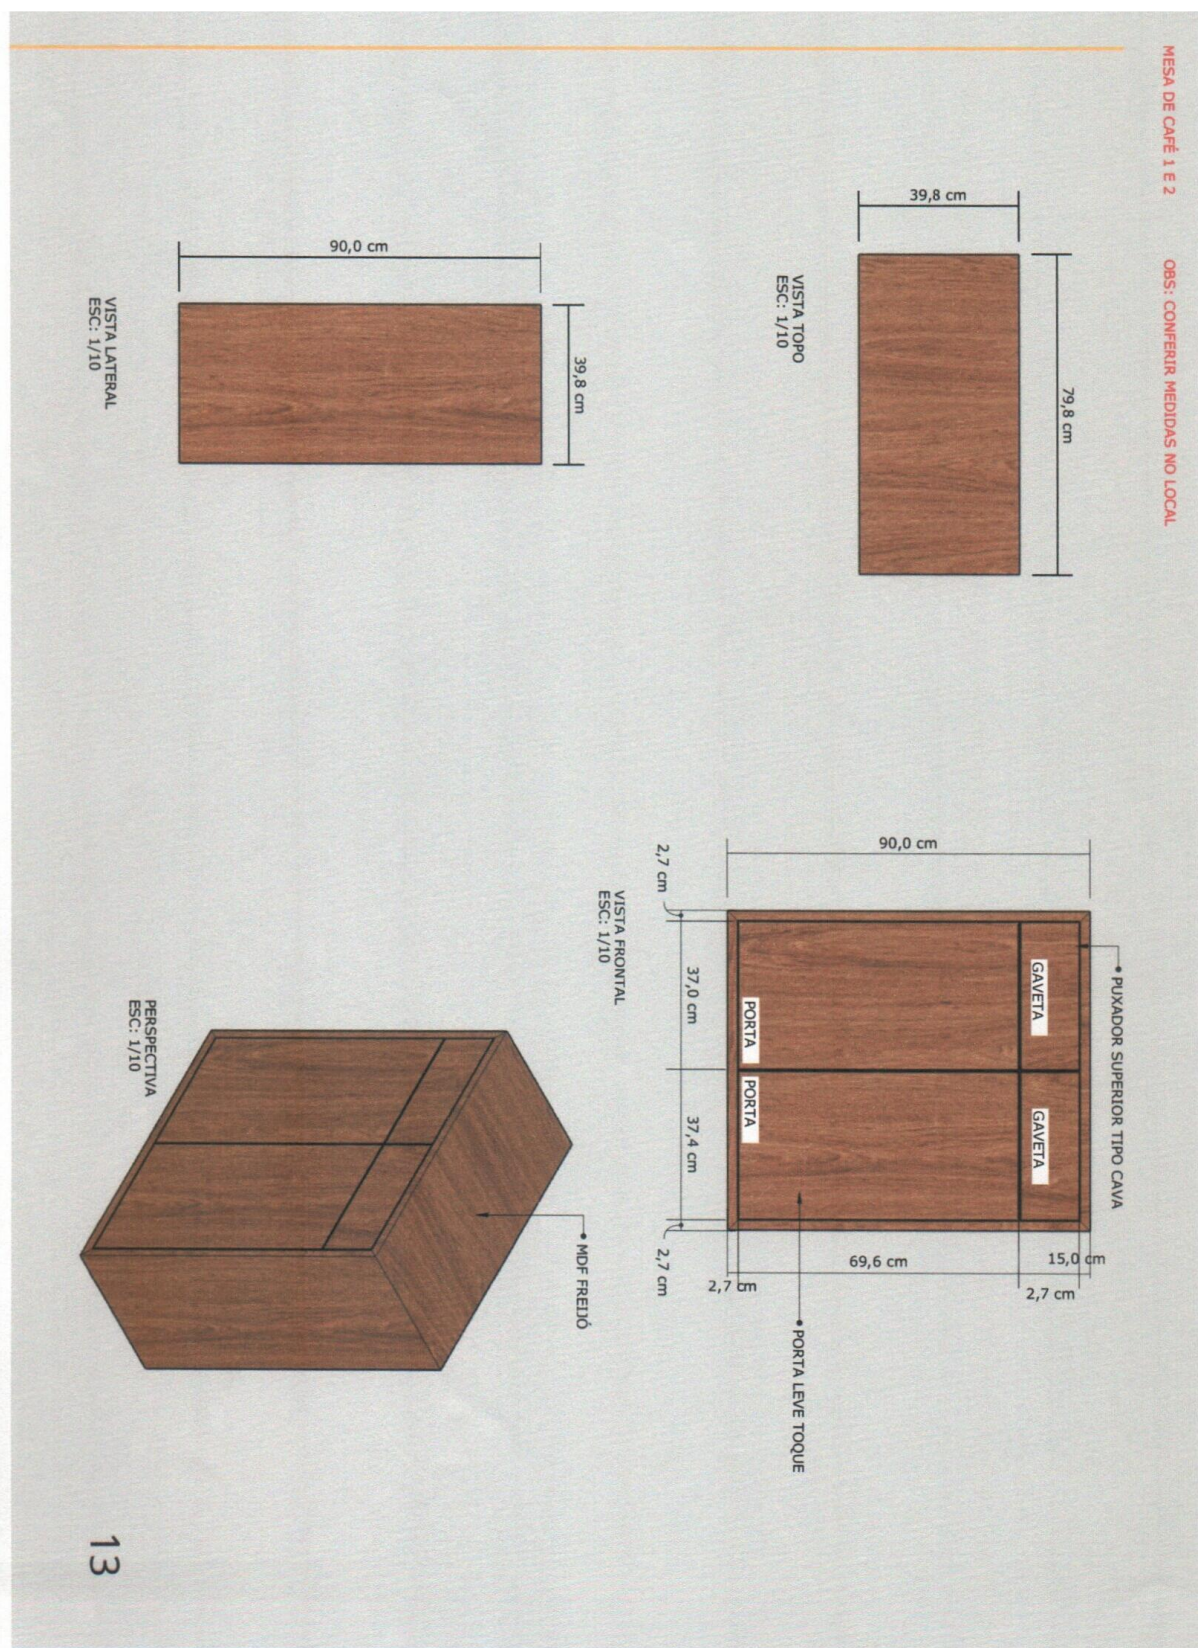 MESA DE CAFÉ 1 E 2
OBS: CONFERIR MEDIDAS NO LOCAL
39,8 cm
79,8 cm
VISTA TOPO
ESC: 1/10
90,0 cm
39,8 cm
VISTA LATERAL
ESC: 1/10
PUXADOR SUPERIOR TIPO CAVA
90,0 cm
GAVETA
GAVETA
PORTA
PORTA
15,0 cm
2,7 cm
69,6 cm
2,7 cm
PORTA LEVE TOQUE
2,7 cm
37,0 cm
37,4 cm
2,7 cm
VISTA FRONTAL
ESC: 1/10
MDF FREIJÓ
PERSPECTIVA
ESC: 1/10
13